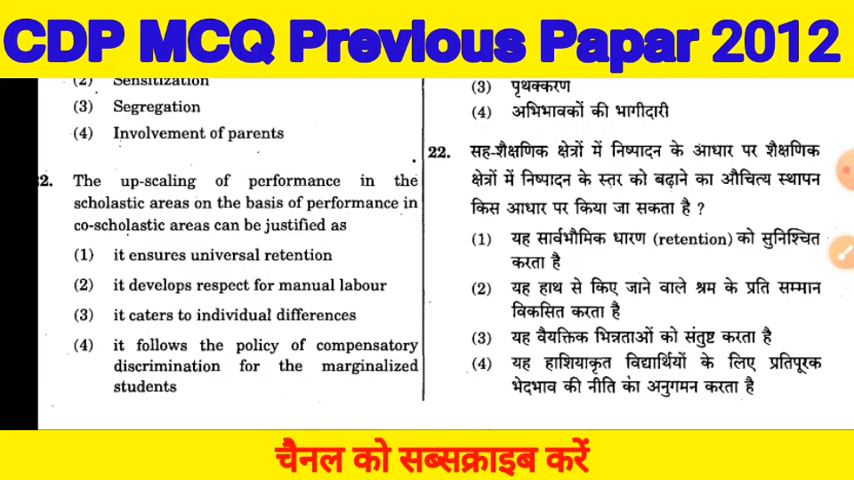 CDP MCQ Previous Papar 2012
(2) Sensitization
(3) Segregation
(4) Involvement of parents
2. The up-scaling of performance in the
scholastic areas on the basis of performance in
co-scholastic areas can be justified as
(1) it ensures universal retention
(2) it develops respect for manual labour
(3) it caters to individual differences
(4) it follows the policy of compensatory
discrimination for the marginalized
students
(3) पृथक्करण
(4) अभिभावकों की भागीदारी
22. सह-शैक्षणिक क्षेत्रों में निष्पादन के आधार पर शैक्षणिक
क्षेत्रों में निष्पादन के स्तर को बढ़ाने का औचित्य स्थापन
किस आधार पर किया जा सकता है ?
(1) यह सार्वभौमिक धारण (retention) को सुनिश्चित
करता है
(2) यह हाथ से किए जाने वाले श्रम के प्रति सम्मान
विकसित करता है
(3) यह वैयक्तिक भिन्नताओं को संतुष्ट करता है
(4) यह हाशियाकृत विद्यार्थियों के लिए प्रतिपूरक
भेदभाव की नीति का अनुगमन करता है
चैनल को सब्सक्राइब करें